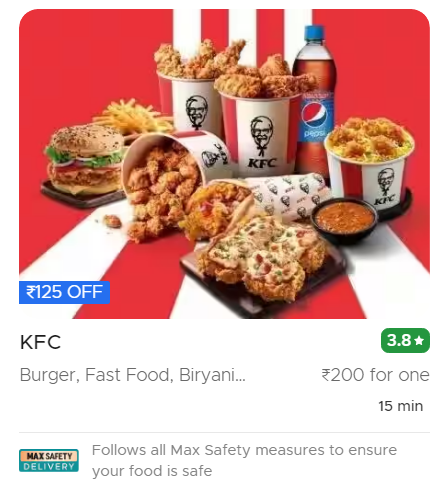 KFC
pepsi
KFC
₹125 OFF
KFC
3.8★
Burger, Fast Food, Biryani...
₹200 for one
15 min
MAX SAFETY
DELIVERY
Follows all Max Safety measures to ensure
your food is safe